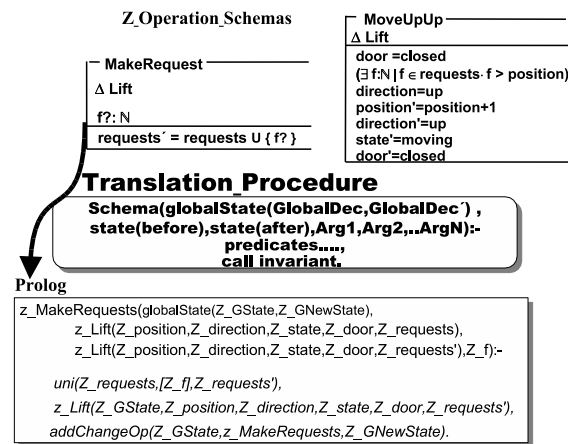 Z_Operation_Schemas
MakeRequest
Δ Lift
f?: ℕ
requests´ = requests U { f? }
MoveUpUp
Δ Lift
door =closed
(∃ f:ℕ | f ∈ requests· f > position)
direction=up
position'=position+1
direction'=up
state'=moving
door'=closed
Translation_Procedure
Schema(globalState(GlobalDec,GlobalDec´) ,
state(before),state(after),Arg1,Arg2,..ArgN):-
predicates....,
call invariant.
Prolog
z_MakeRequests(globalState(Z_GState,Z_GNewState),
z_Lift(Z_position,Z_direction,Z_state,Z_door,Z_requests),
z_Lift(Z_position,Z_direction,Z_state,Z_door,Z_requests'),Z_f):-
uni(Z_requests,[Z_f],Z_requests'),
z_Lift(Z_GState,Z_position,Z_direction,Z_state,Z_door,Z_requests'),
addChangeOp(Z_GState,z_MakeRequests,Z_GNewState).